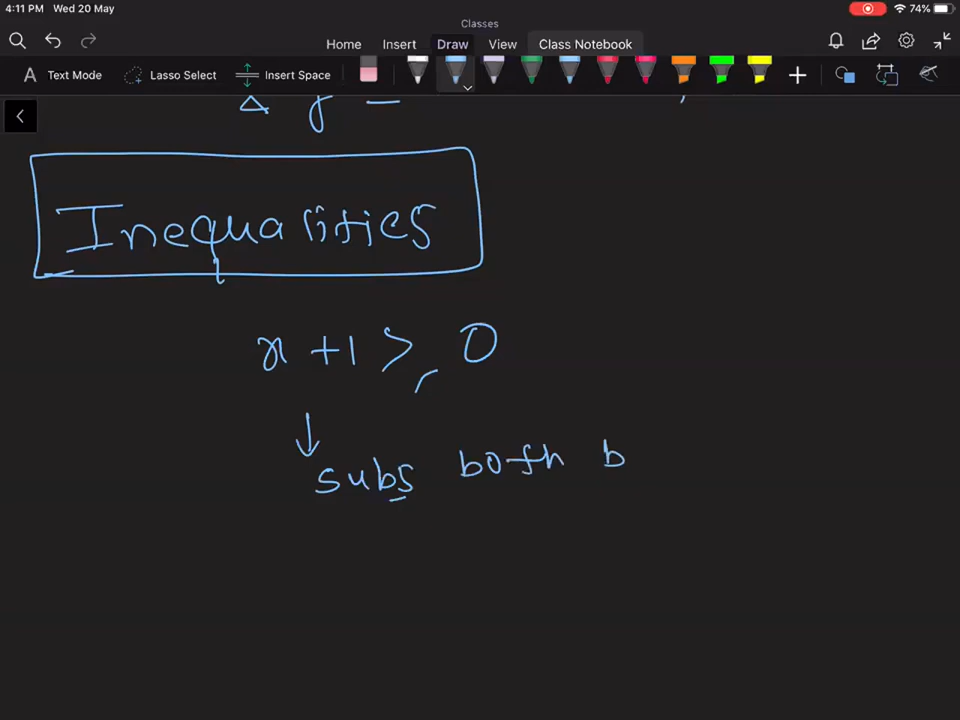 4:11 PM Wed 20 May 74%
Classes
Home Insert Draw View Class Notebook
Text Mode Lasso Select Insert Space
Inequalities
x + 1 ⩾ 0
↓
subs both b